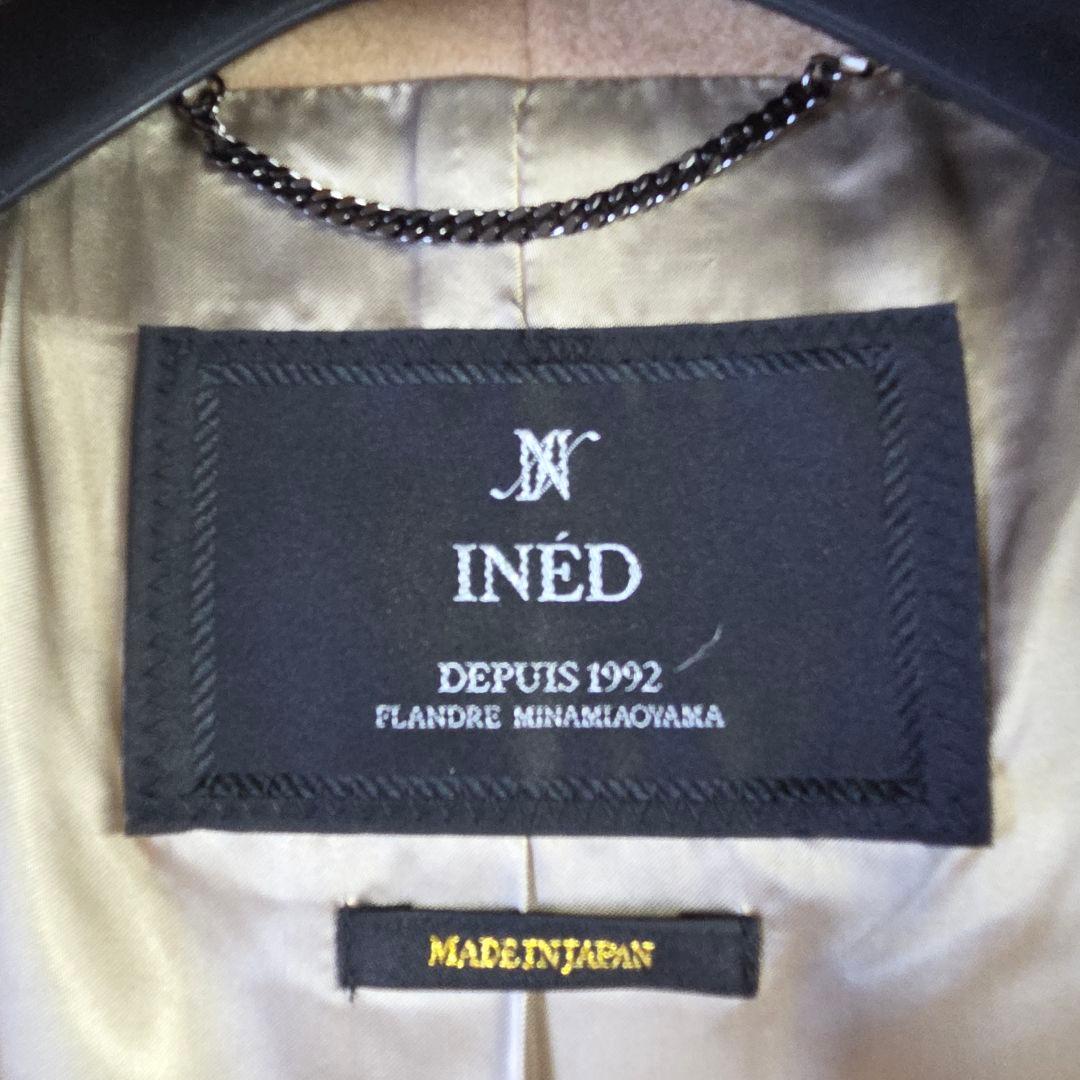 INÉD
DEPUIS 1992
FLANDRE MINAMIAOYAMA
MADE IN JAPAN